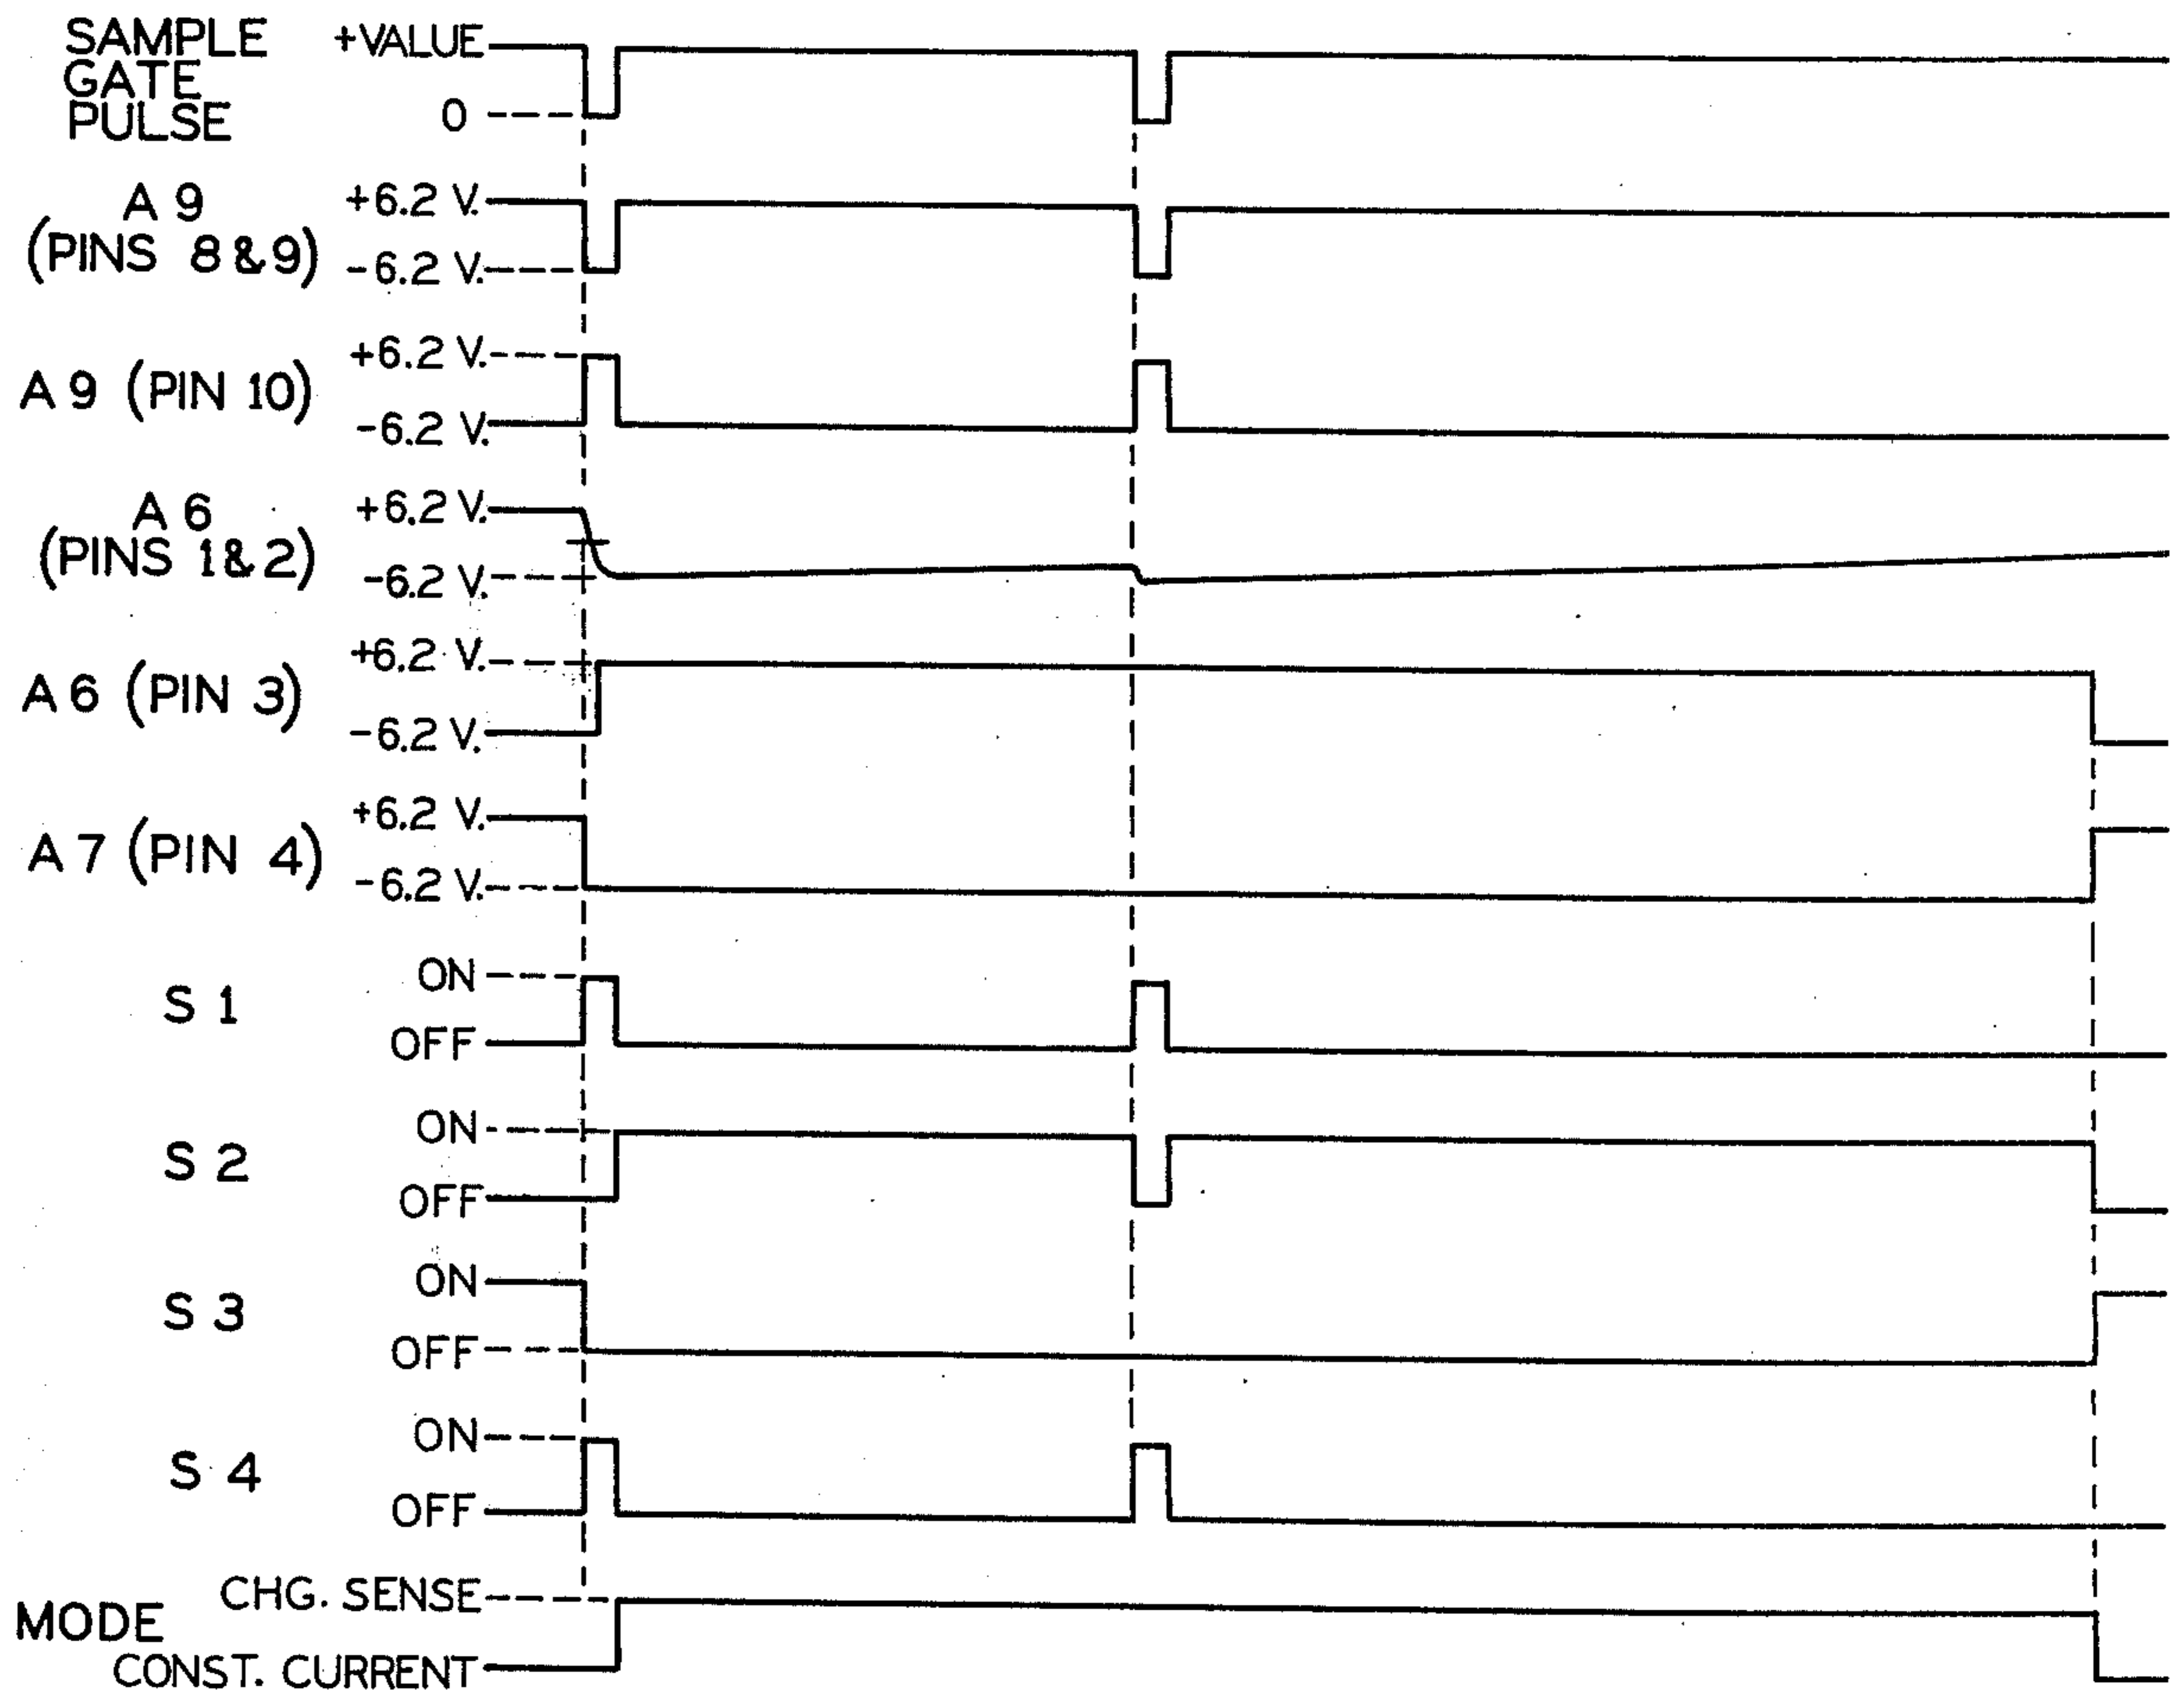 SAMPLE GATE PULSE
+VALUE
0
A 9 (PINS 8 & 9)
+6.2 V.
-6.2 V.
A 9 (PIN 10)
+6.2 V.
-6.2 V.
A 6 (PINS 1 & 2)
+6.2 V.
-6.2 V.
A 6 (PIN 3)
+6.2 V.
-6.2 V.
A 7 (PIN 4)
+6.2 V.
-6.2 V.
S 1
ON
OFF
S 2
ON
OFF
S 3
ON
OFF
S 4
ON
OFF
MODE
CHG. SENSE
CONST. CURRENT